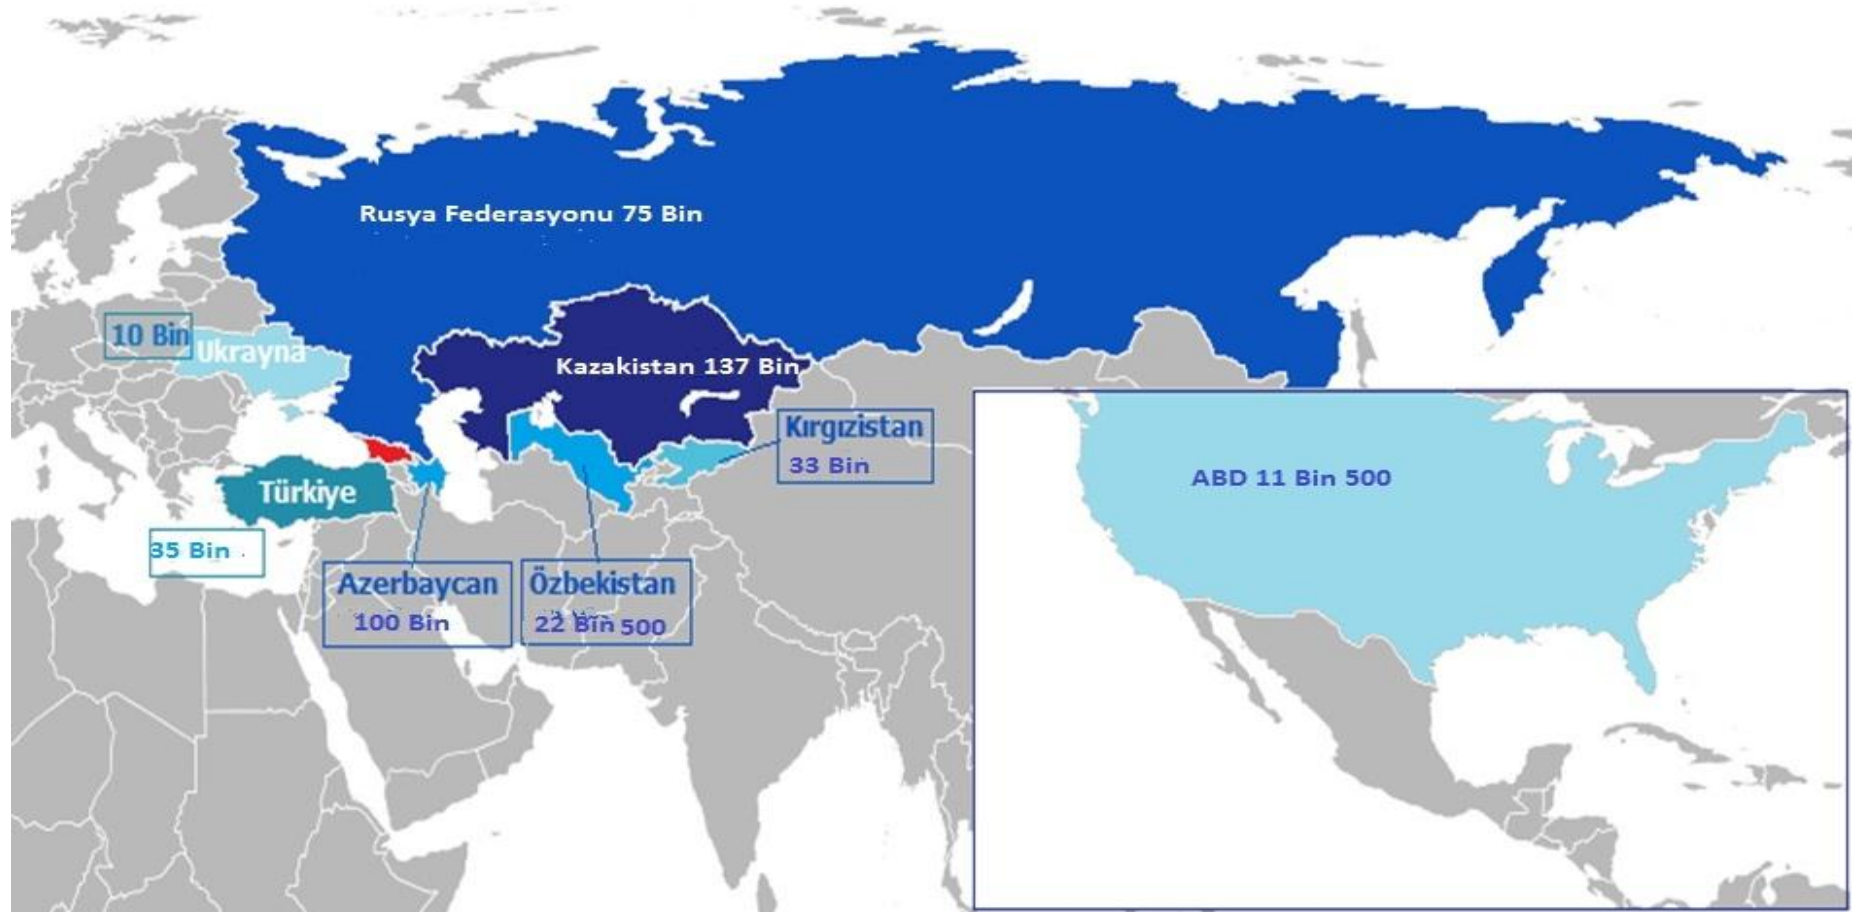 Rusya Federasyonu 75 Bin
10 Bin
Ukrayna
Kazakistan 137 Bin
Kırgızistan
33 Bin
Türkiye
35 Bin
Azerbaycan
100 Bin
Özbekistan
22 Bin 500
ABD 11 Bin 500